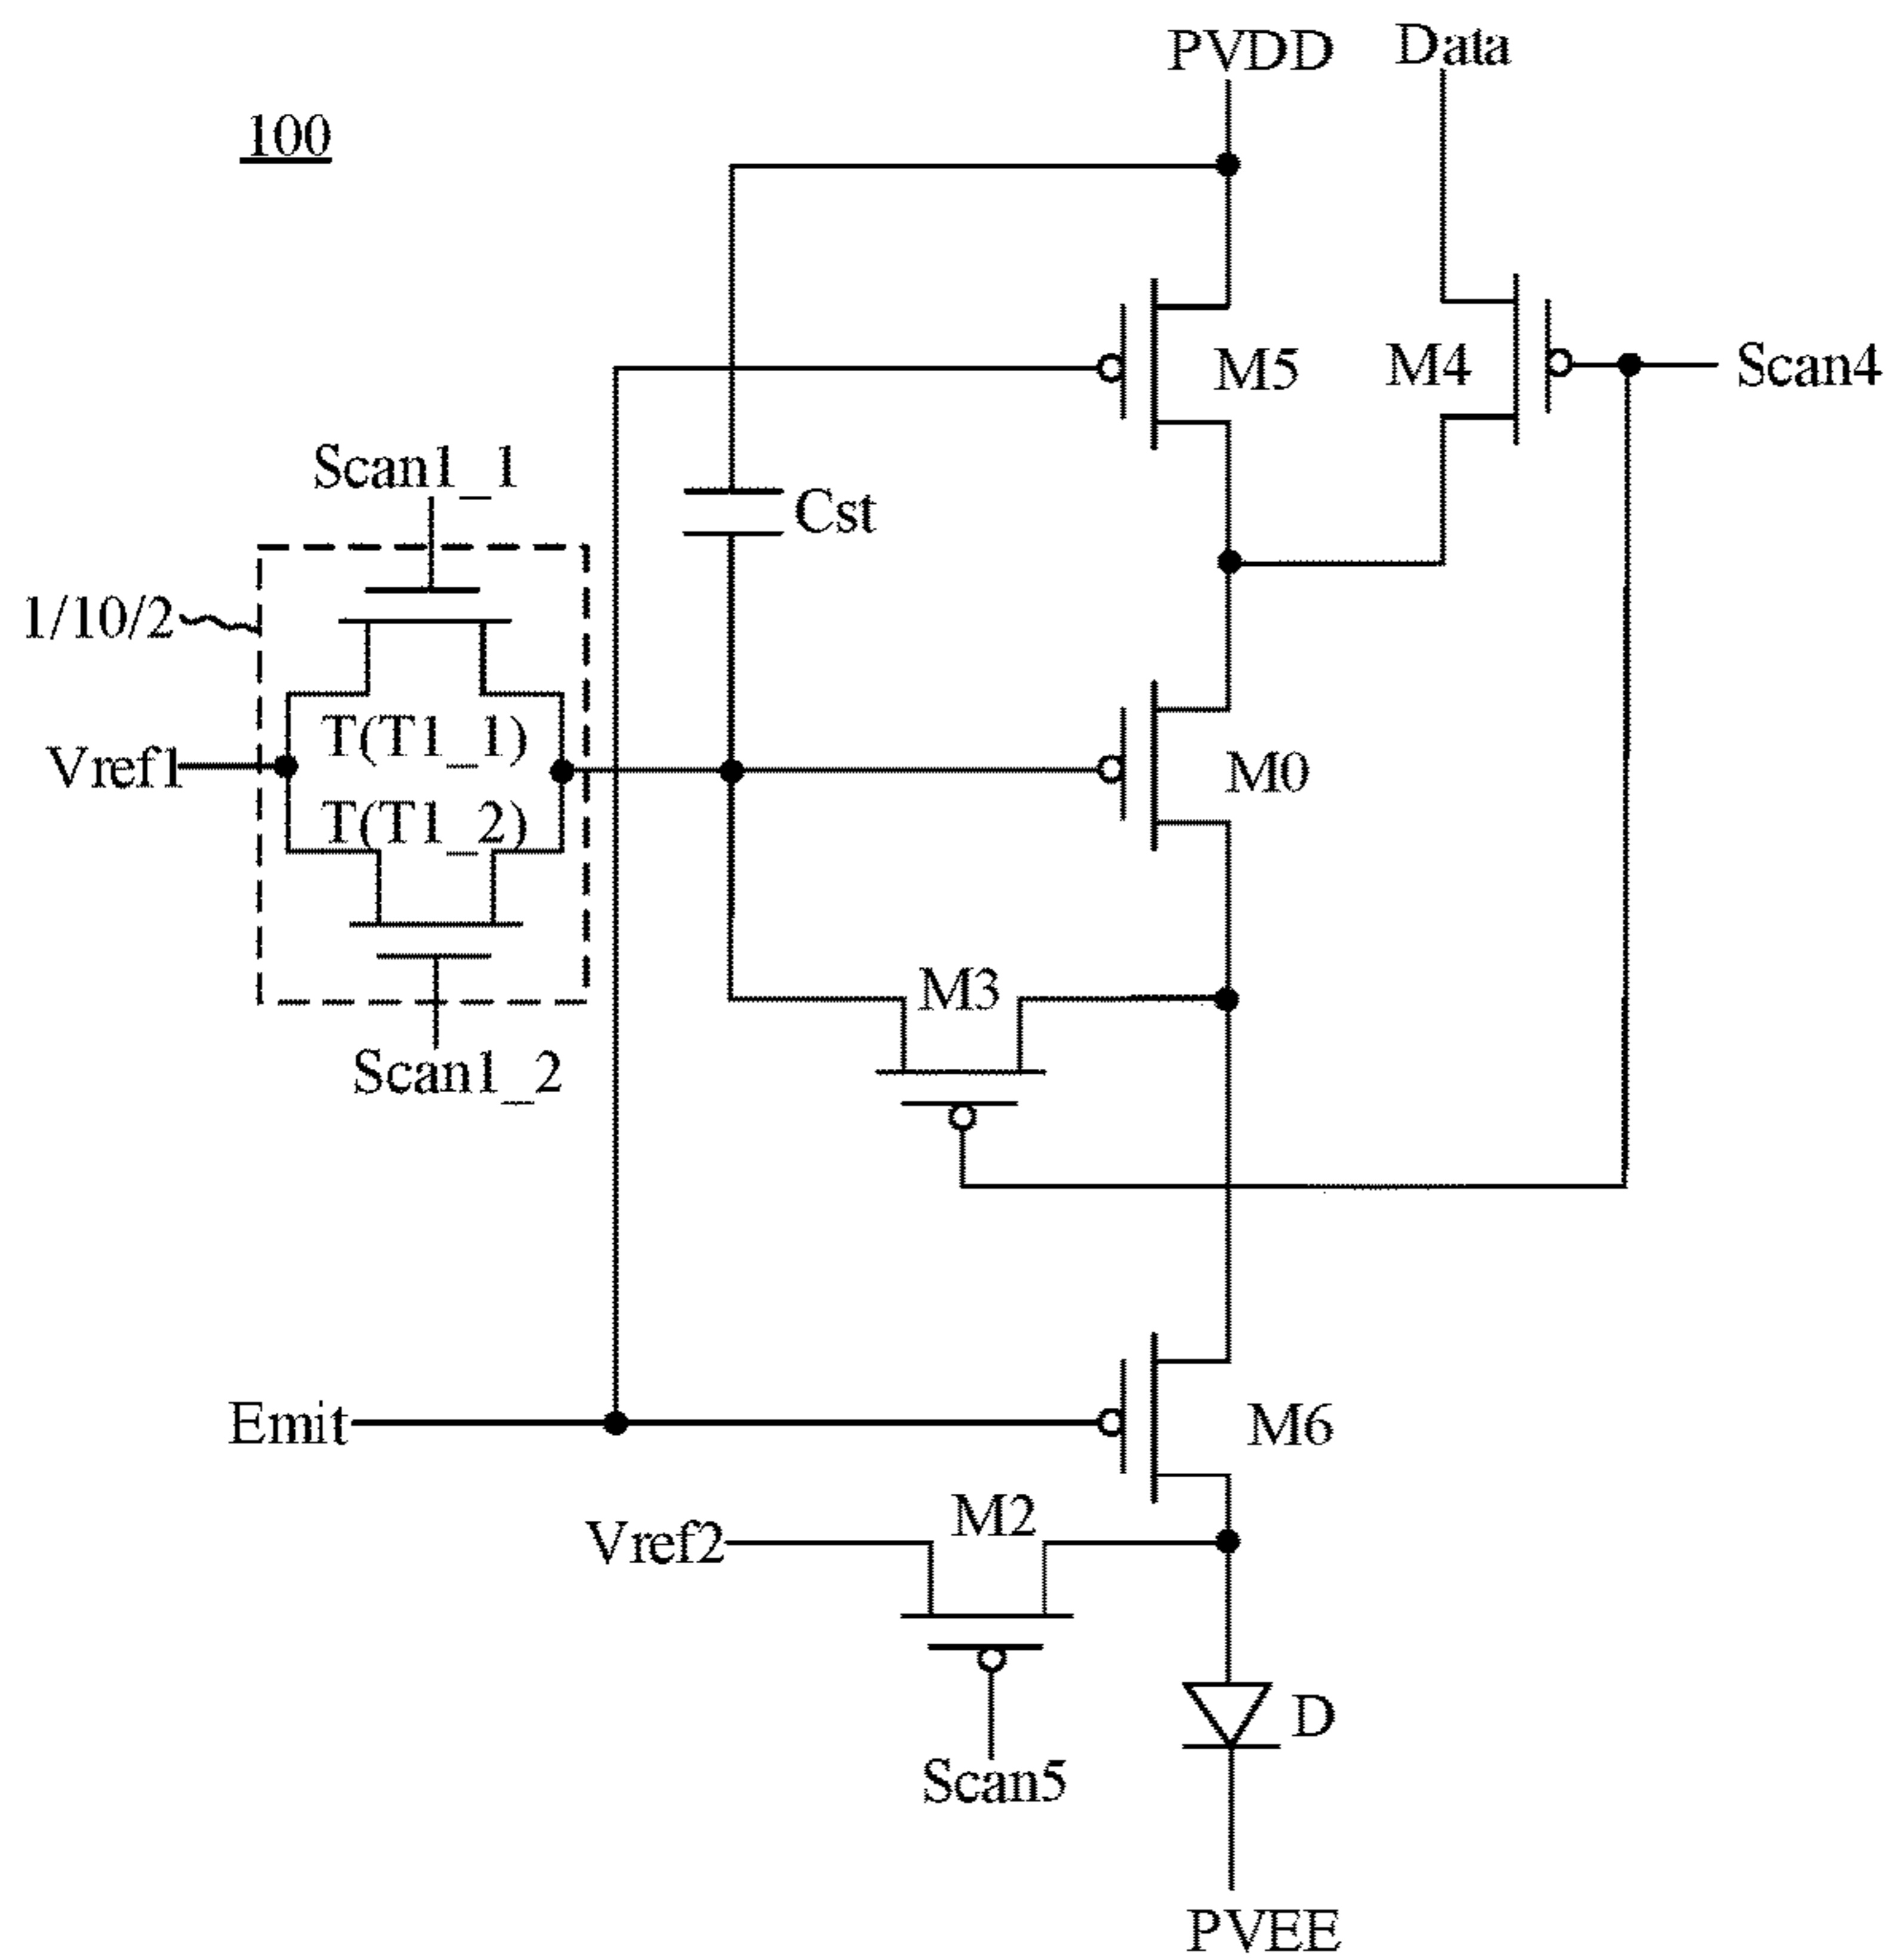 PVDD
Data
100
M5
M4
Scan4
Scan1_1
Cst
1/10/2
T(T1_1)
Vref1
M0
T(T1_2)
M3
Scan1_2
Emit
M6
M2
Vref2
D
Scan5
PVEE